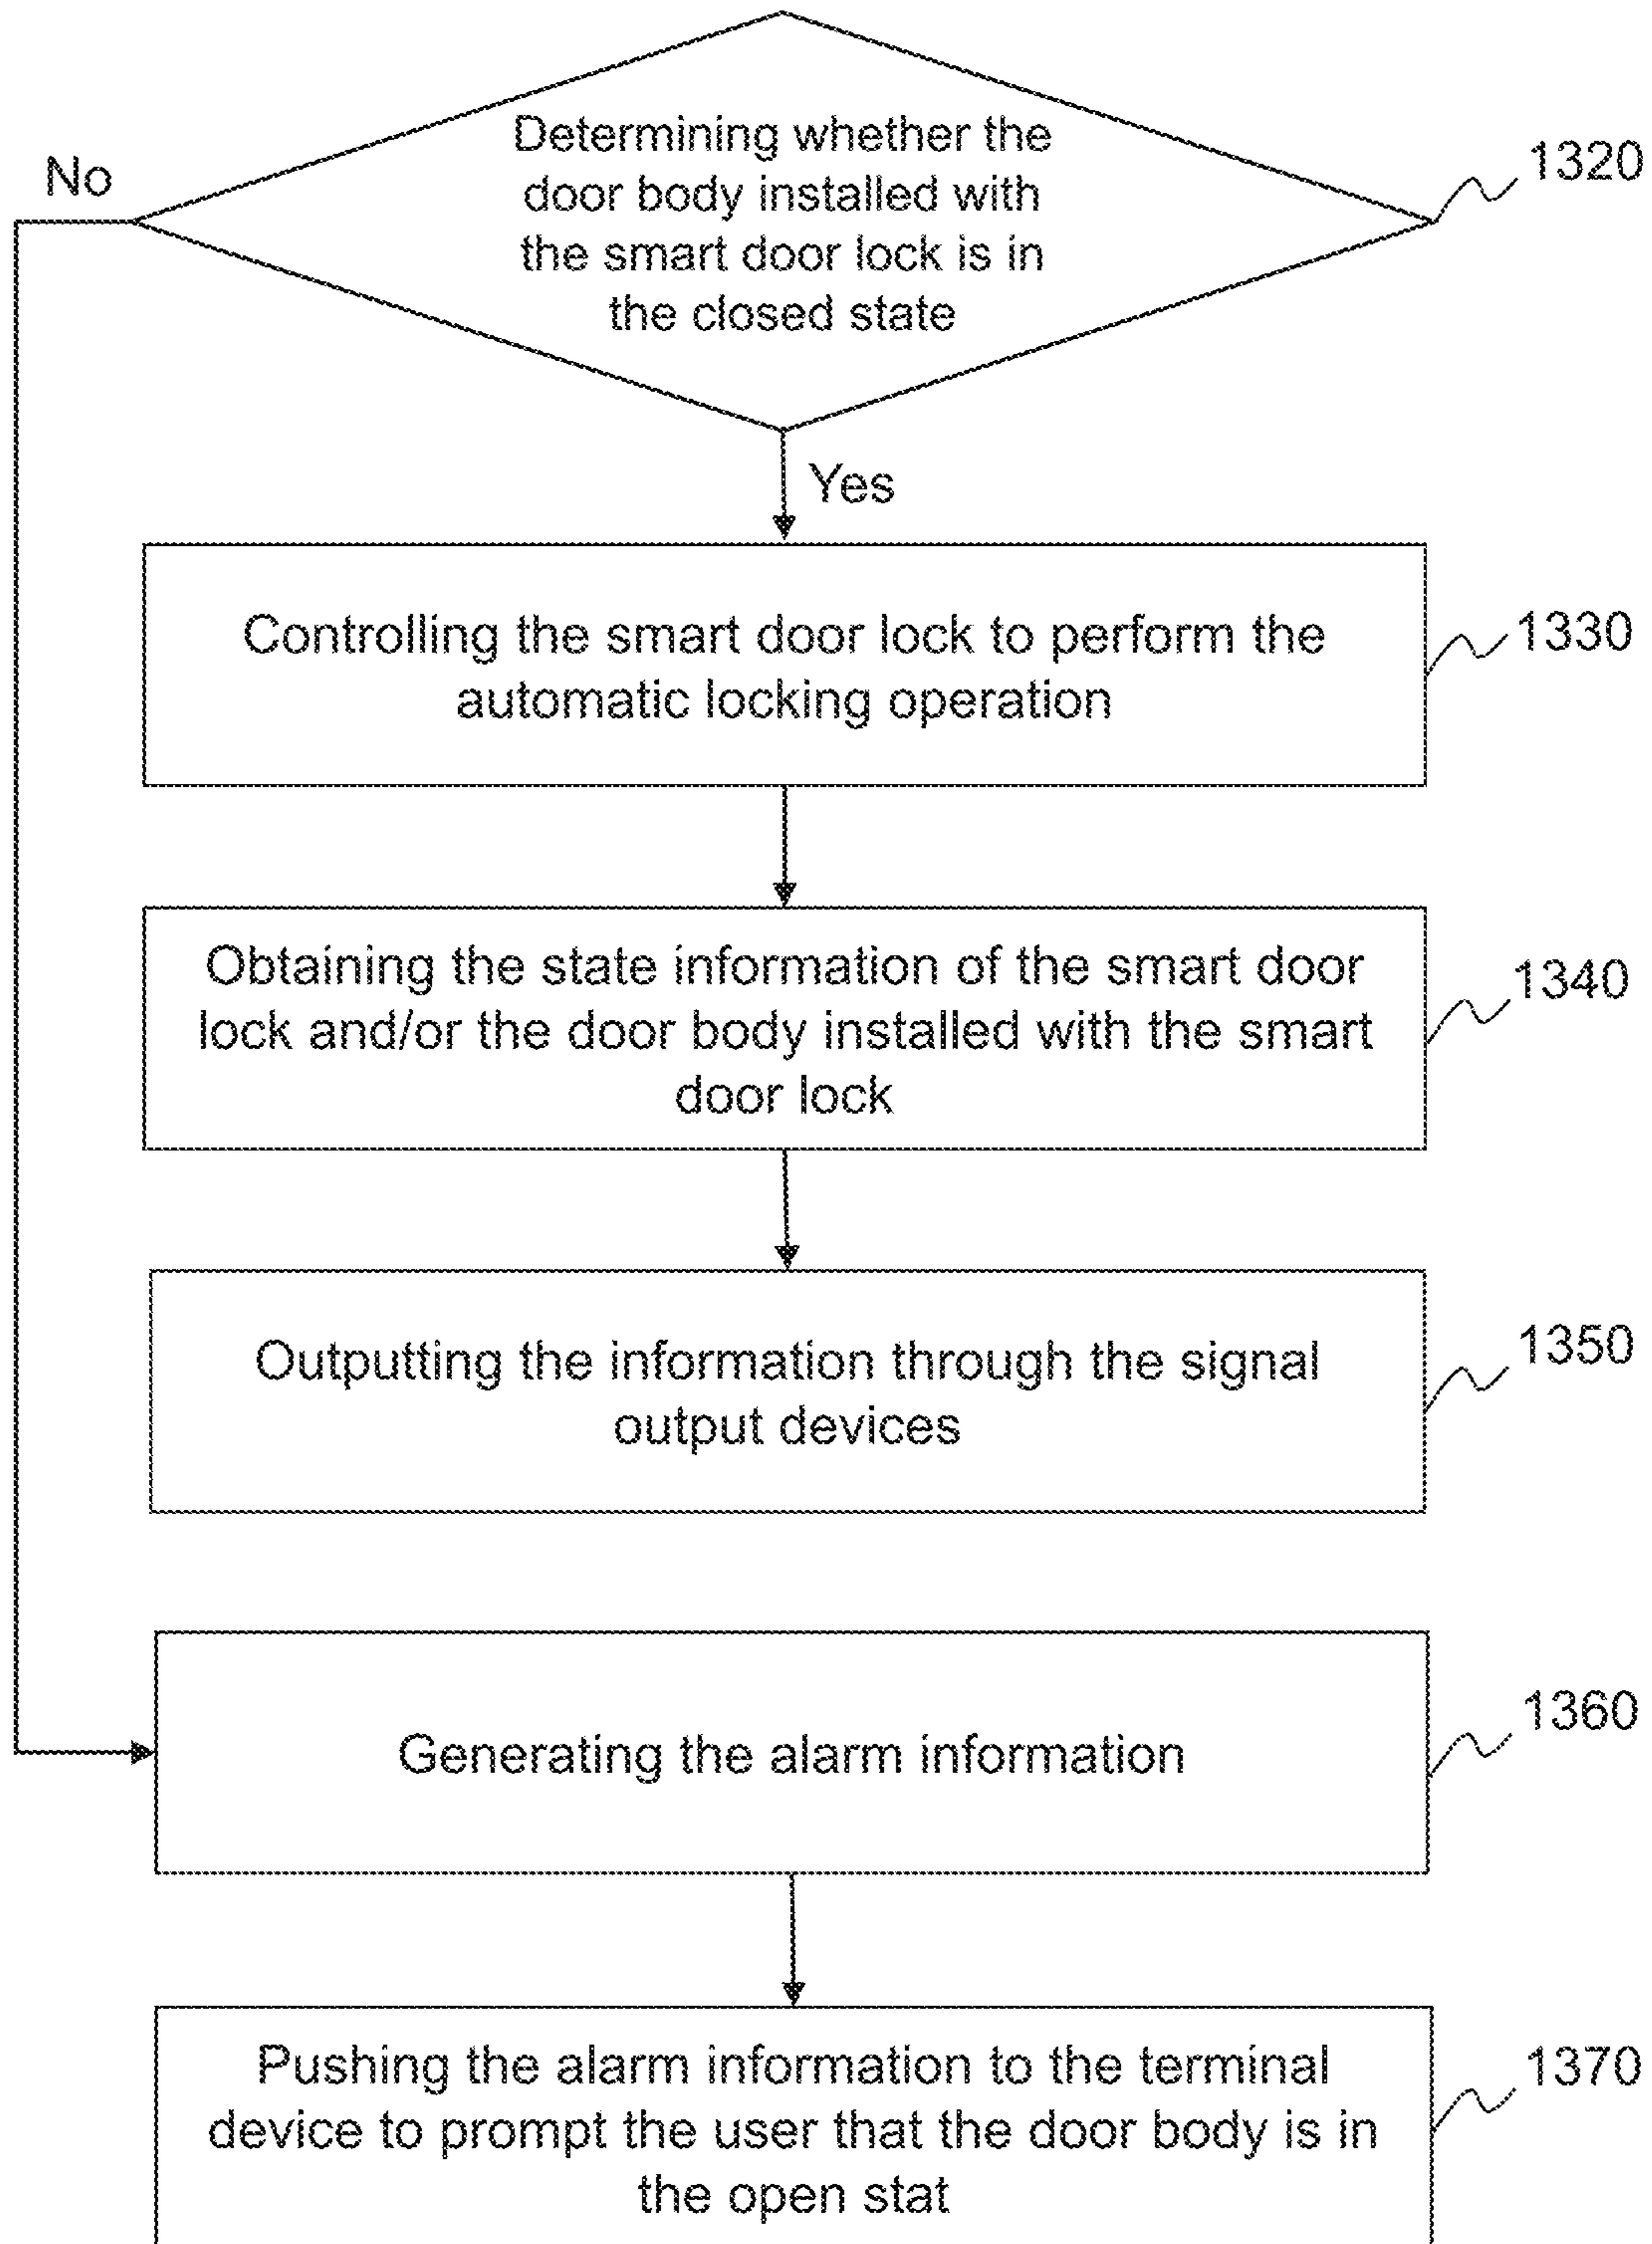 Determining whether the
door body installed with
the smart door lock is in
the closed state
1320
No
Yes
Controlling the smart door lock to perform the
automatic locking operation
1330
Obtaining the state information of the smart door
lock and/or the door body installed with the smart
door lock
1340
Outputting the information through the signal
output devices
1350
Generating the alarm information
1360
Pushing the alarm information to the terminal
device to prompt the user that the door body is in
the open stat
1370